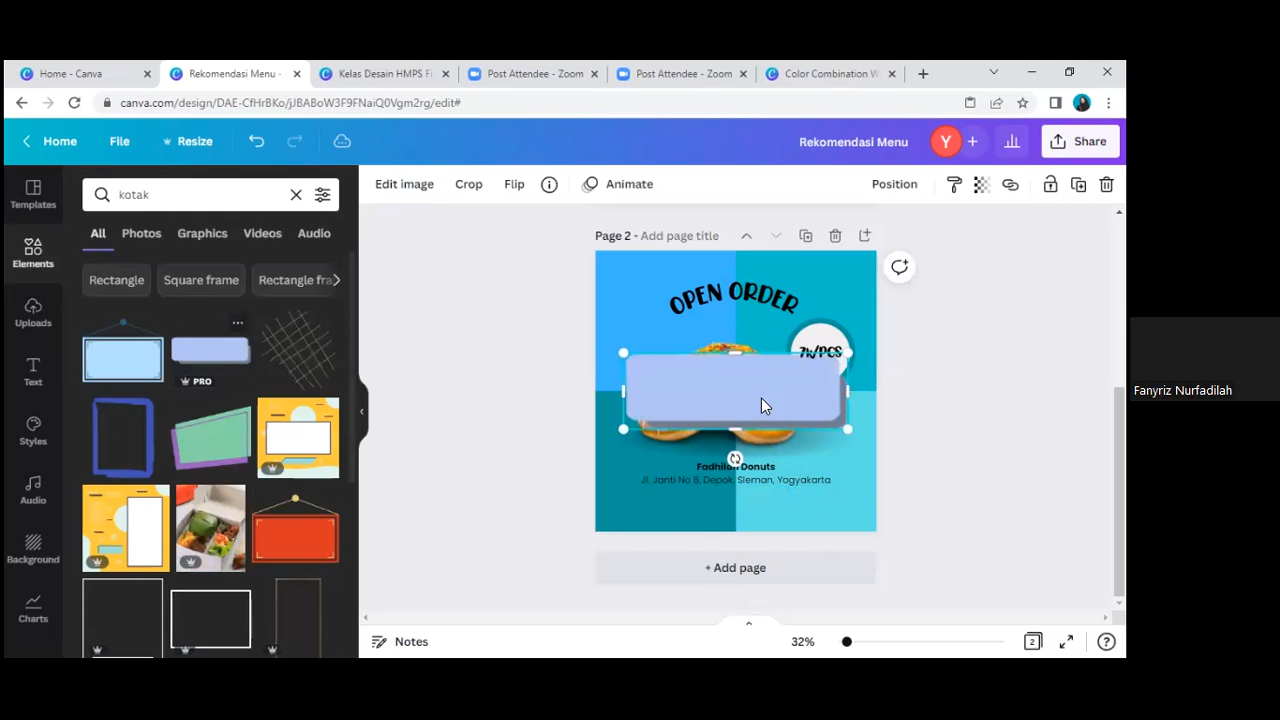 Home - Canva
Rekomendasi Menu -
Kelas Desain HMPS Fi
Post Attendee - Zoom
Post Attendee - Zoom
Color Combination W
canva.com/design/DAE-CfHrBKo/jJBABoW3F9FNaiQ0Vgm2rg/edit#
Home
File
Resize
Rekomendasi Menu
Y
Share
Templates
Elements
Uploads
Text
Styles
Audio
Background
Charts
kotak
All
Photos
Graphics
Videos
Audio
Rectangle
Square frame
Rectangle fra
PRO
Edit image
Crop
Flip
Animate
Position
Page 2 - Add page title
OPEN ORDER
7k/PCS
Fadhilah Donuts
Jl. Janti No 6, Depok, Sleman, Yogyakarta
+ Add page
Notes
32%
2
Fanyriz Nurfadilah